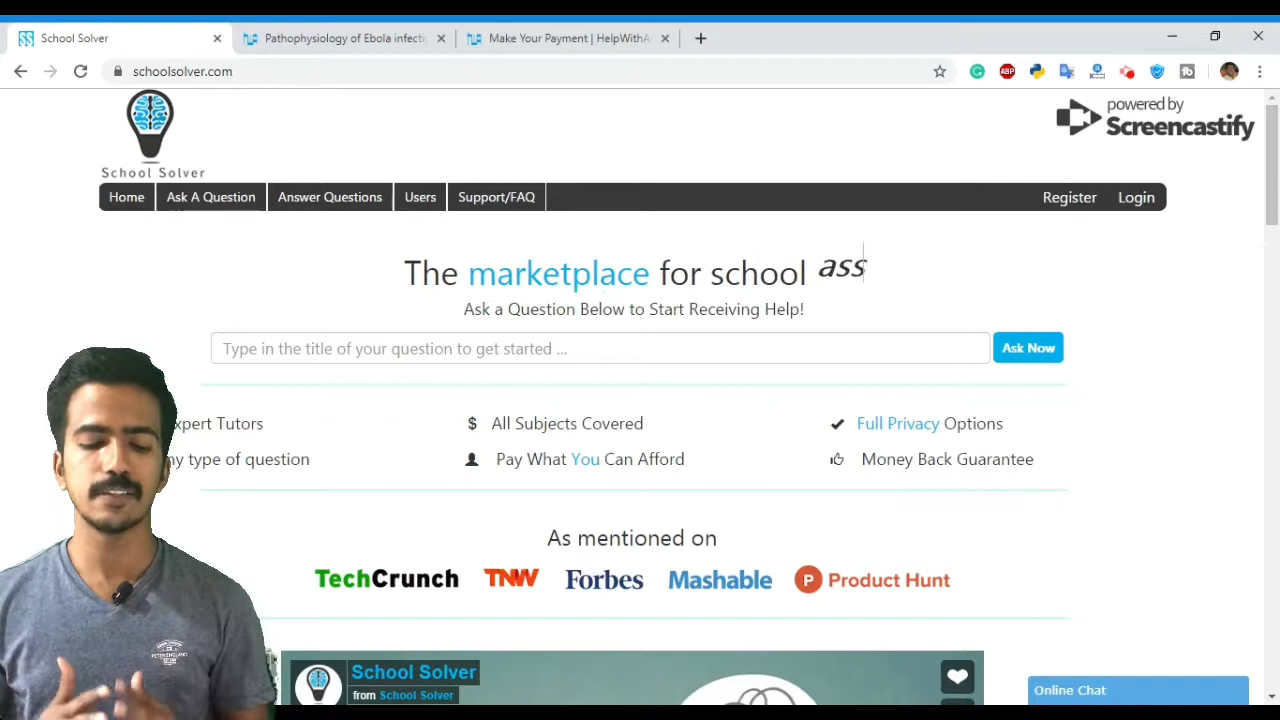 School Solver
Pathophysiology of Ebola infecti
Make Your Payment | HelpWithA
schoolsolver.com
ABP
School Solver
powered by
Screencastify
Home
Ask A Question
Answer Questions
Users
Support/FAQ
Register
Login
The marketplace for school ass
Ask a Question Below to Start Receiving Help!
Type in the title of your question to get started ...
Ask Now
xpert Tutors
$ All Subjects Covered
Full Privacy Options
ny type of question
Pay What You Can Afford
Money Back Guarantee
As mentioned on
TechCrunch
TNW
Forbes
Mashable
P Product Hunt
School Solver
from School Solver
PETER ENGLAND
Online Chat